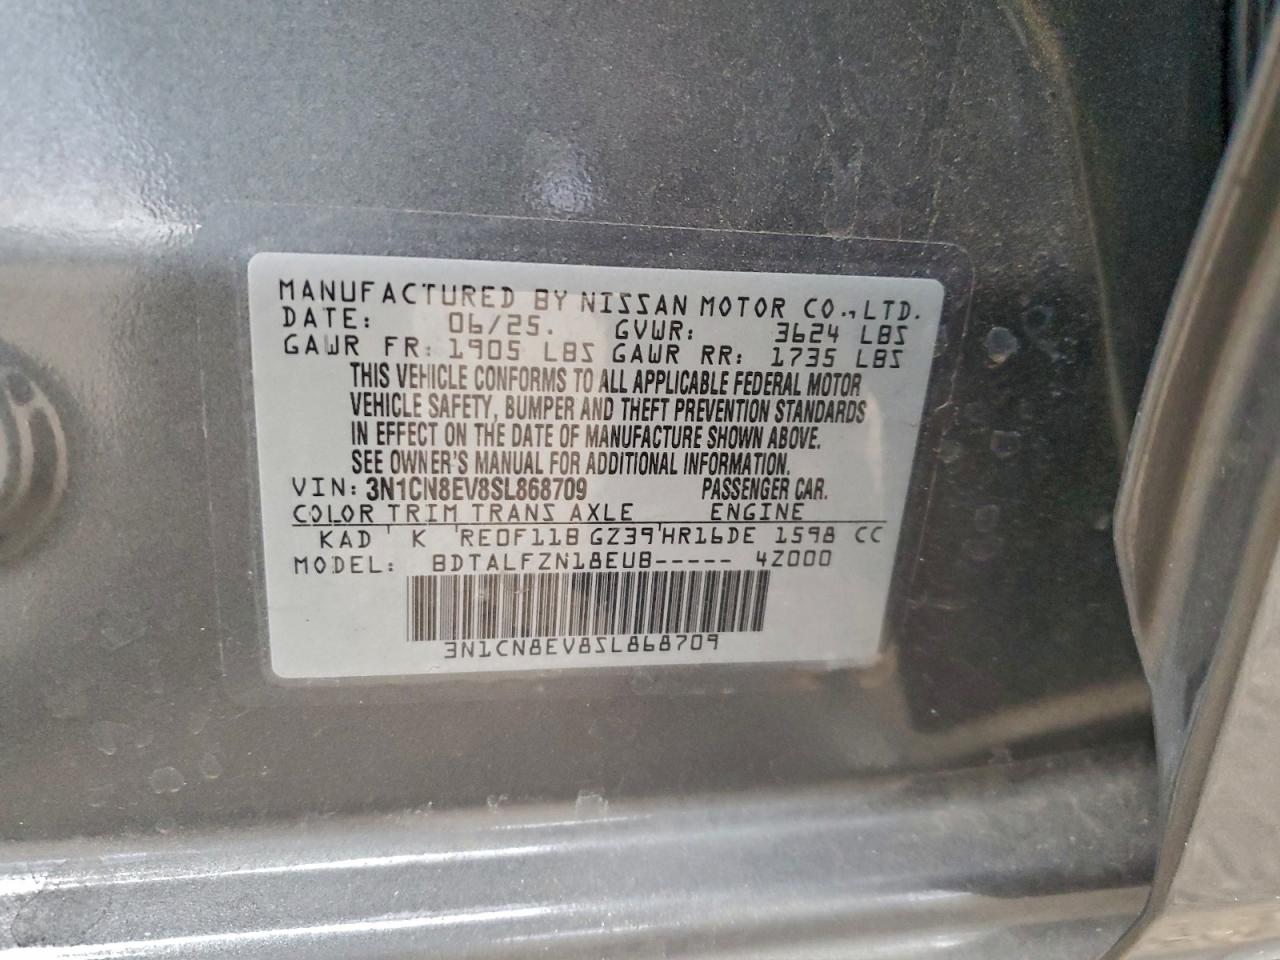 MANUFACTURED BY NISSAN MOTOR CO., LTD.
DATE: 06/25. GVWR: 3624 LBS
GAWR FR: 1905 LBS GAWR RR: 1735 LBS
THIS VEHICLE CONFORMS TO ALL APPLICABLE FEDERAL MOTOR
VEHICLE SAFETY, BUMPER AND THEFT PREVENTION STANDARDS
IN EFFECT ON THE DATE OF MANUFACTURE SHOWN ABOVE.
SEE OWNER'S MANUAL FOR ADDITIONAL INFORMATION.
VIN: 3N1CN8EV8SL868709 PASSENGER CAR.
COLOR TRIM TRANS AXLE ENGINE
KAD ' K 'RE0F11B GZ39'HR16DE 1598 CC
MODEL: BDTALFZN18EUB----- 4Z000
3N1CN8EV8SL868709